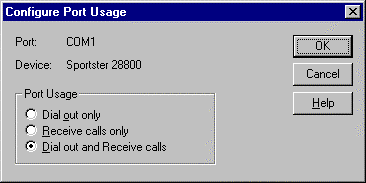 Configure Port Usage
Port: COM1
Device: Sportster 28800
OK
Cancel
Help
Port Usage
Dial out only
Receive calls only
Dial out and Receive calls